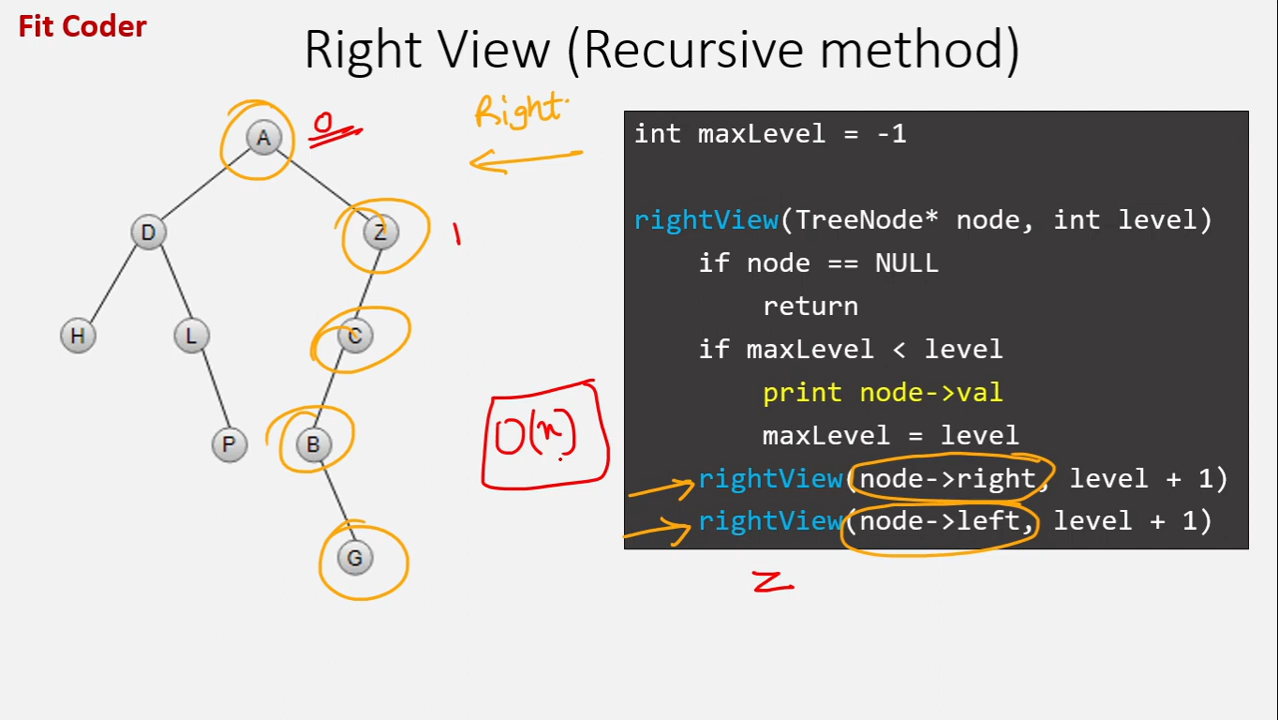 Fit Coder
Right View (Recursive method)
Right
A
0
D
Z
1
H
L
C
P
B
G
O(n)
int maxLevel = -1
rightView(TreeNode* node, int level)
if node == NULL
return
if maxLevel < level
print node->val
maxLevel = level
rightView(node->right, level + 1)
rightView(node->left, level + 1)
Z